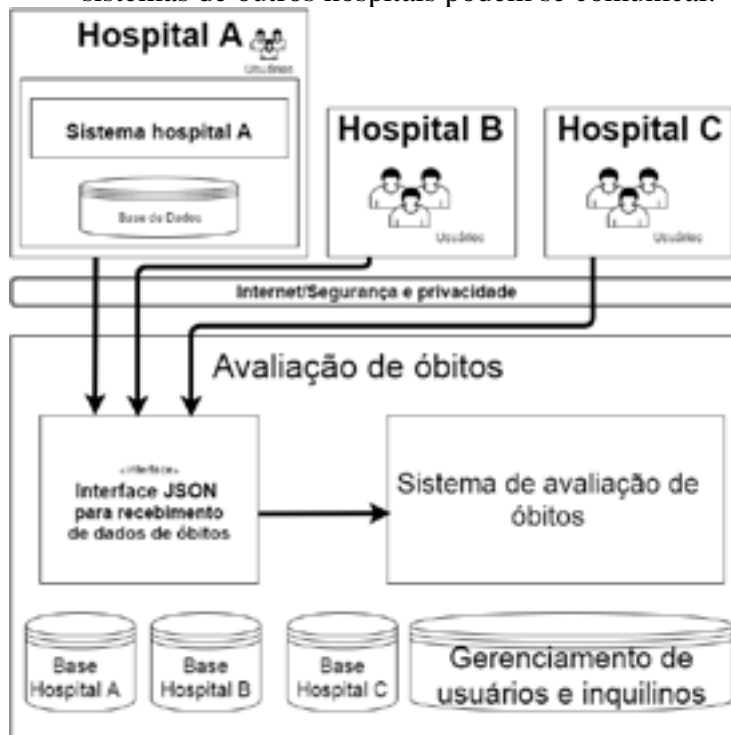 sistemas de outros hospitais podem se comunicar.
Hospital A
Usuários
Sistema hospital A
Base de Dados
Hospital B
Usuários
Hospital C
Usuários
Internet/Segurança e privacidade
Avaliação de óbitos
«interface»
Interface JSON
para recebimento
de dados de óbitos
Sistema de avaliação de
óbitos
Base
Hospital A
Base
Hospital B
Base
Hospital C
Gerenciamento de
usuários e inquilinos